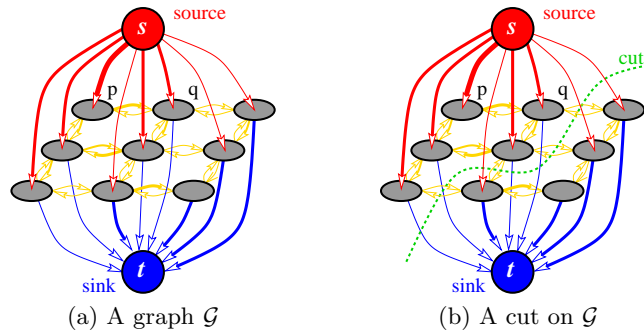 s source
p q
t
sink
(a) A graph G
s source
cut
p q
t
sink
(b) A cut on G